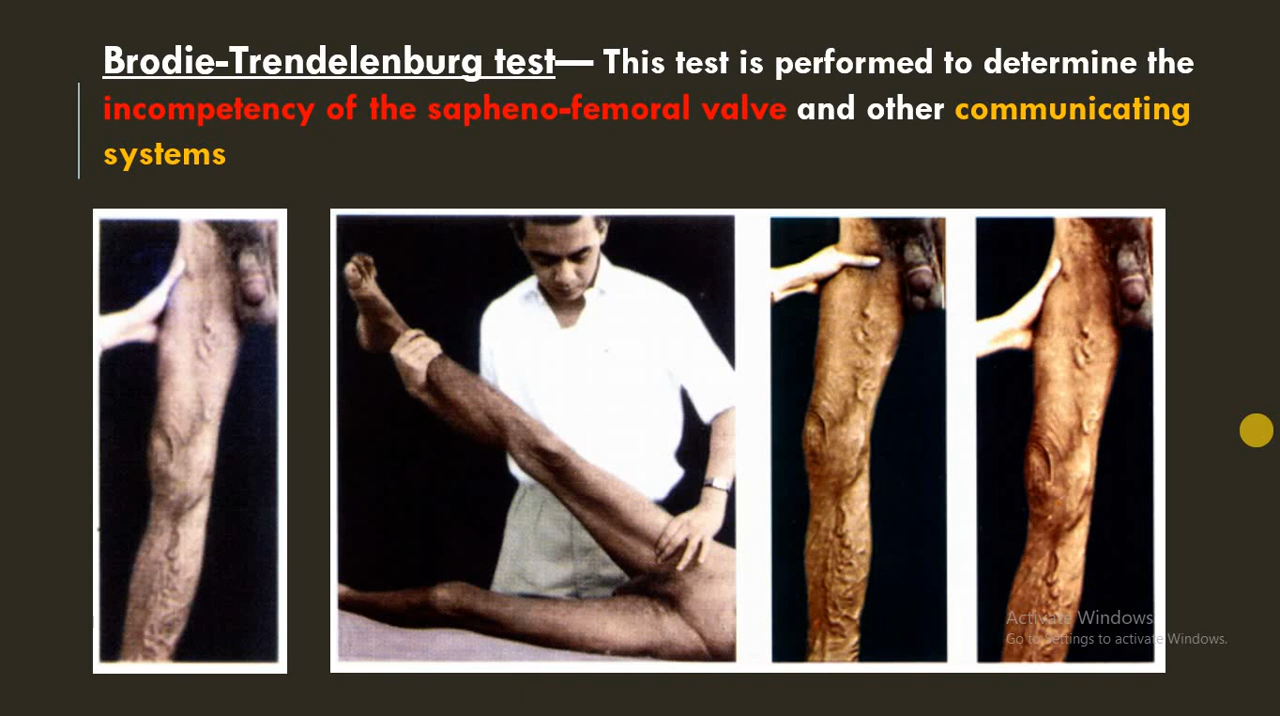 Brodie-Trendelenburg test— This test is performed to determine the
incompetency of the sapheno-femoral valve and other communicating
systems
Activate Windows
Go to Settings to activate Windows.